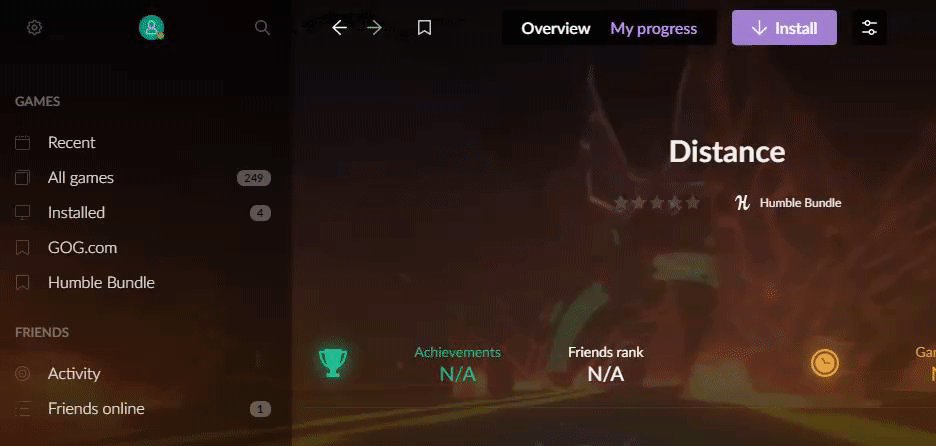 Overview My progress Install
GAMES
Recent
All games 249
Installed 4
GOG.com
Humble Bundle
FRIENDS
Activity
Friends online 1
Distance
Humble Bundle
Achievements
N/A
Friends rank
N/A